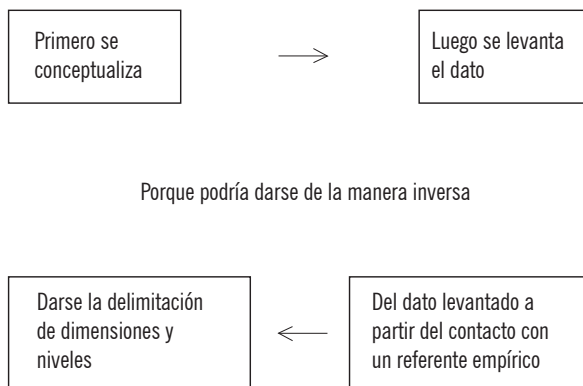 Primero se
conceptualiza
Luego se levanta
el dato
Porque podría darse de la manera inversa
Darse la delimitación
de dimensiones y
niveles
Del dato levantado a
partir del contacto con
un referente empírico